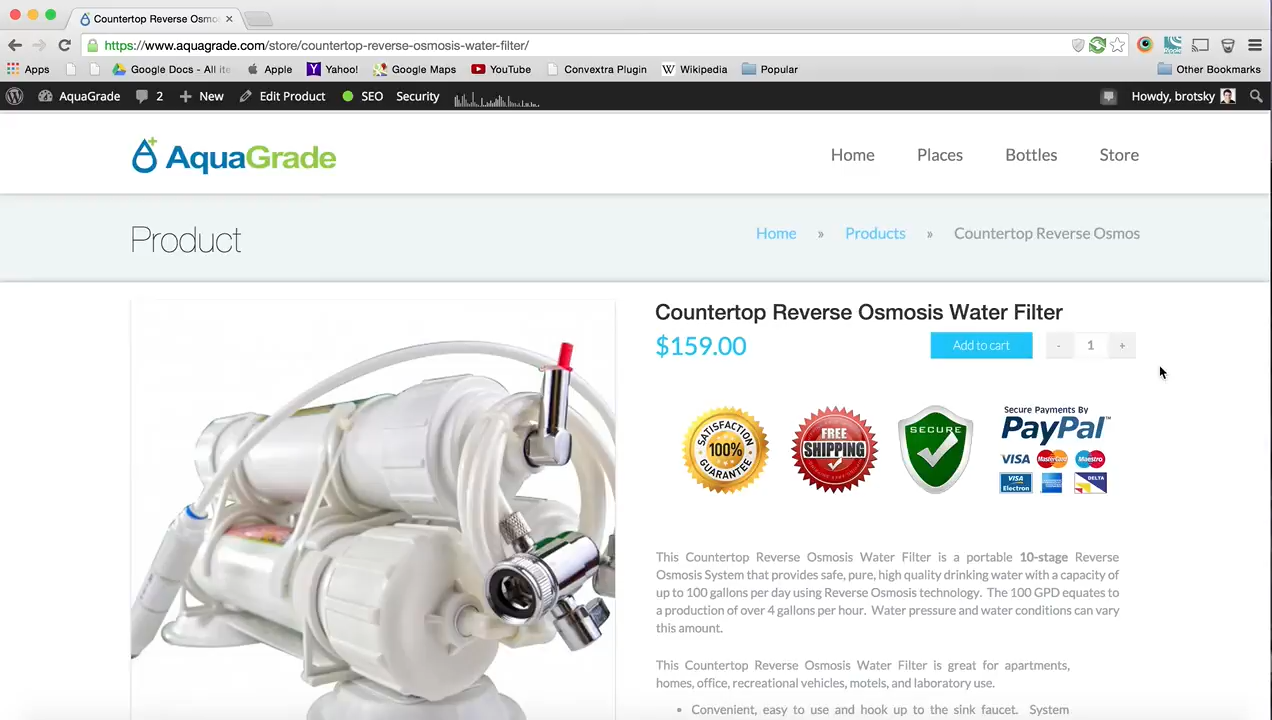 Countertop Reverse Osmo
https://www.aquagrade.com/store/countertop-reverse-osmosis-water-filter/
Apps Google Docs - All ite Apple Yahoo! Google Maps YouTube Convextra Plugin Wikipedia Popular Other Bookmarks
AquaGrade 2 New Edit Product SEO Security Howdy, brotsky
AquaGrade
Home Places Bottles Store
Product
Home » Products » Countertop Reverse Osmos
Countertop Reverse Osmosis Water Filter
$159.00
Add to cart
- 1 +
SATISFACTION
100%
GUARANTEE
FREE
SHIPPING
SECURE
Secure Payments By
PayPal™
VISA MasterCard Maestro
VISA Electron DELTA
This Countertop Reverse Osmosis Water Filter is a portable 10-stage Reverse
Osmosis System that provides safe, pure, high quality drinking water with a capacity of
up to 100 gallons per day using Reverse Osmosis technology. The 100 GPD equates to
a production of over 4 gallons per hour. Water pressure and water conditions can vary
this amount.
This Countertop Reverse Osmosis Water Filter is great for apartments,
homes, office, recreational vehicles, motels, and laboratory use.
• Convenient, easy to use and hook up to the sink faucet. System